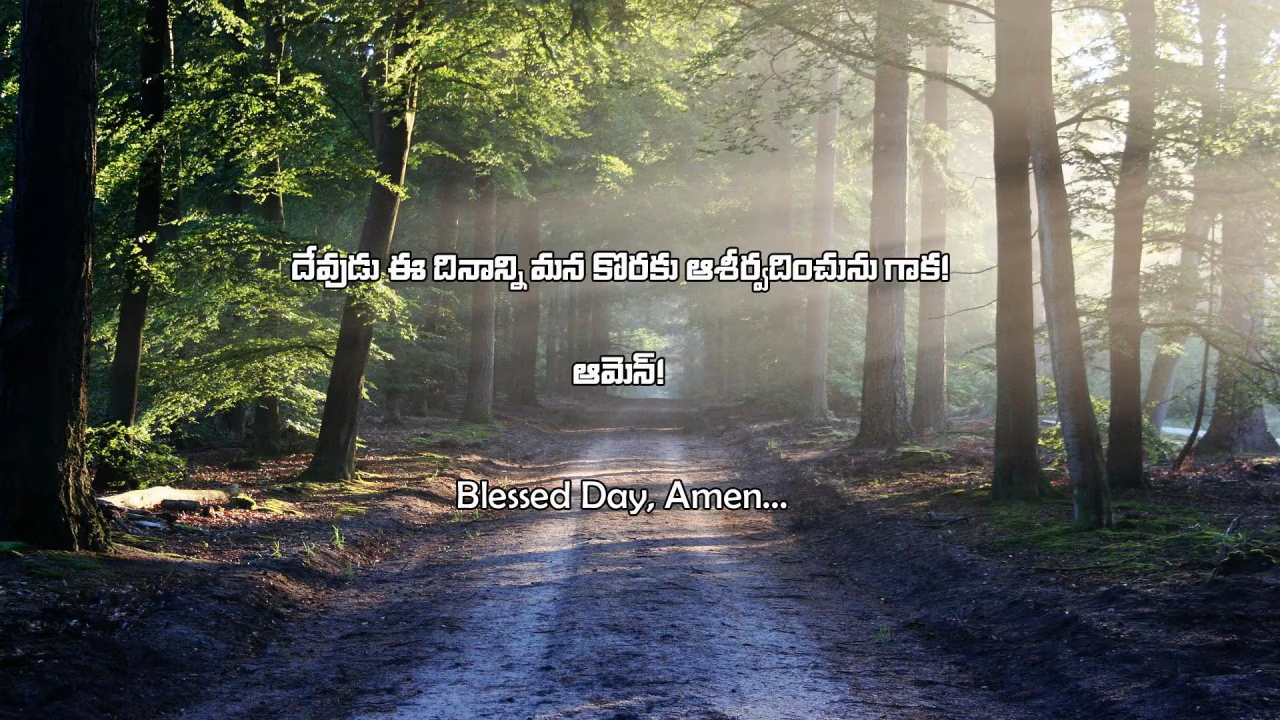 దేవుడు ఈ దినాన్ని మన కొరకు ఆశీర్వదించును గాక!
ఆమెన్!
Blessed Day, Amen...